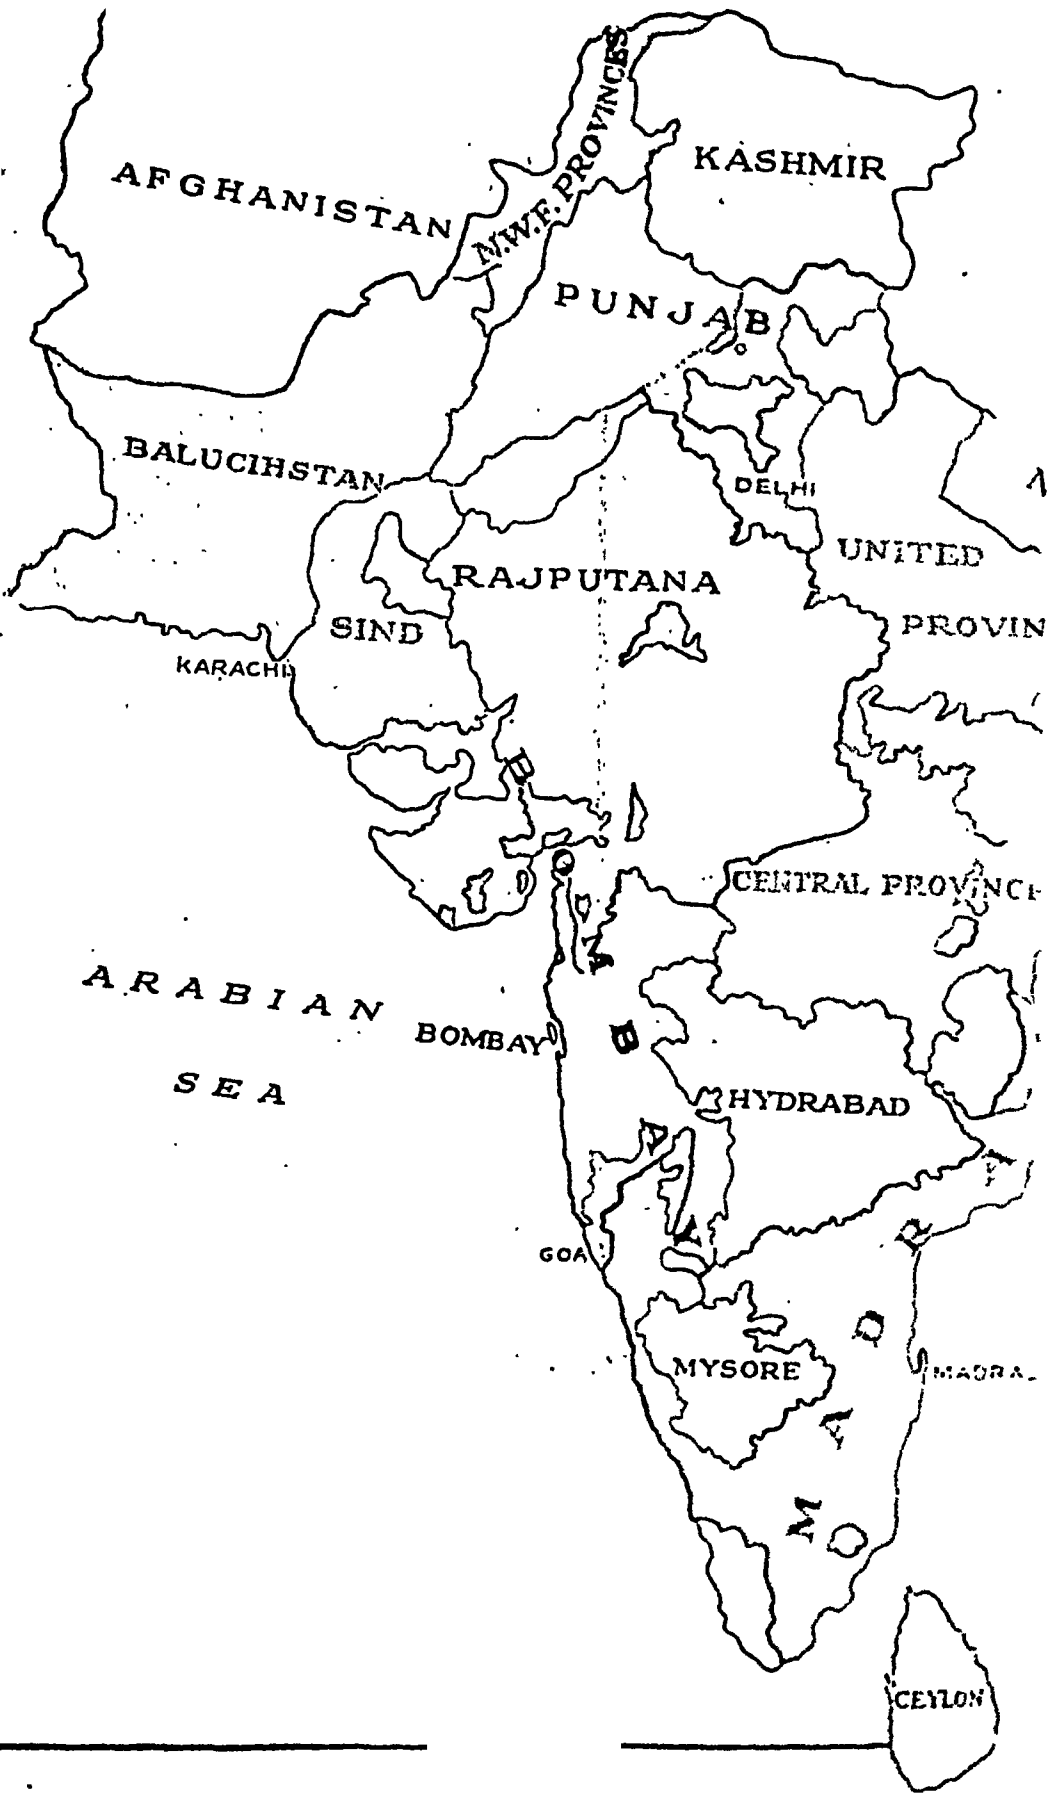 N.W.F. PROVINCES
KASHMIR
AFGHANISTAN
PUNJAB
BALUCIHSTAN
DELHI
UNITED
RAJPUTANA
PROVIN
SIND
KARACHI
BOMBAY
CENTRAL PROVINCE
ARABIAN
SEA
BOMBAY
HYDRABAD
GOA
MADRA
MYSORE
MADRA
CEYLON